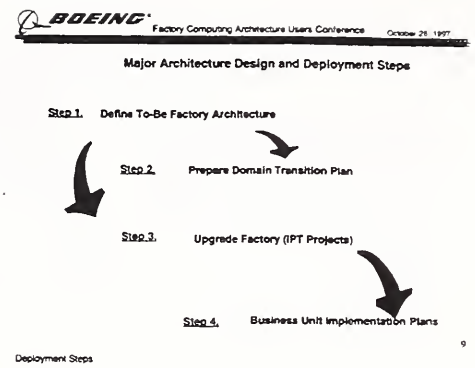 BOEING®
Factory Computing Architecture Users Conference
October 28, 1997
Major Architecture Design and Deployment Steps
Step 1. Define To-Be Factory Architecture
Step 2. Prepare Domain Transition Plan
Step 3. Upgrade Factory (IPT Projects)
Step 4. Business Unit Implementation Plans
9
Deployment Steps